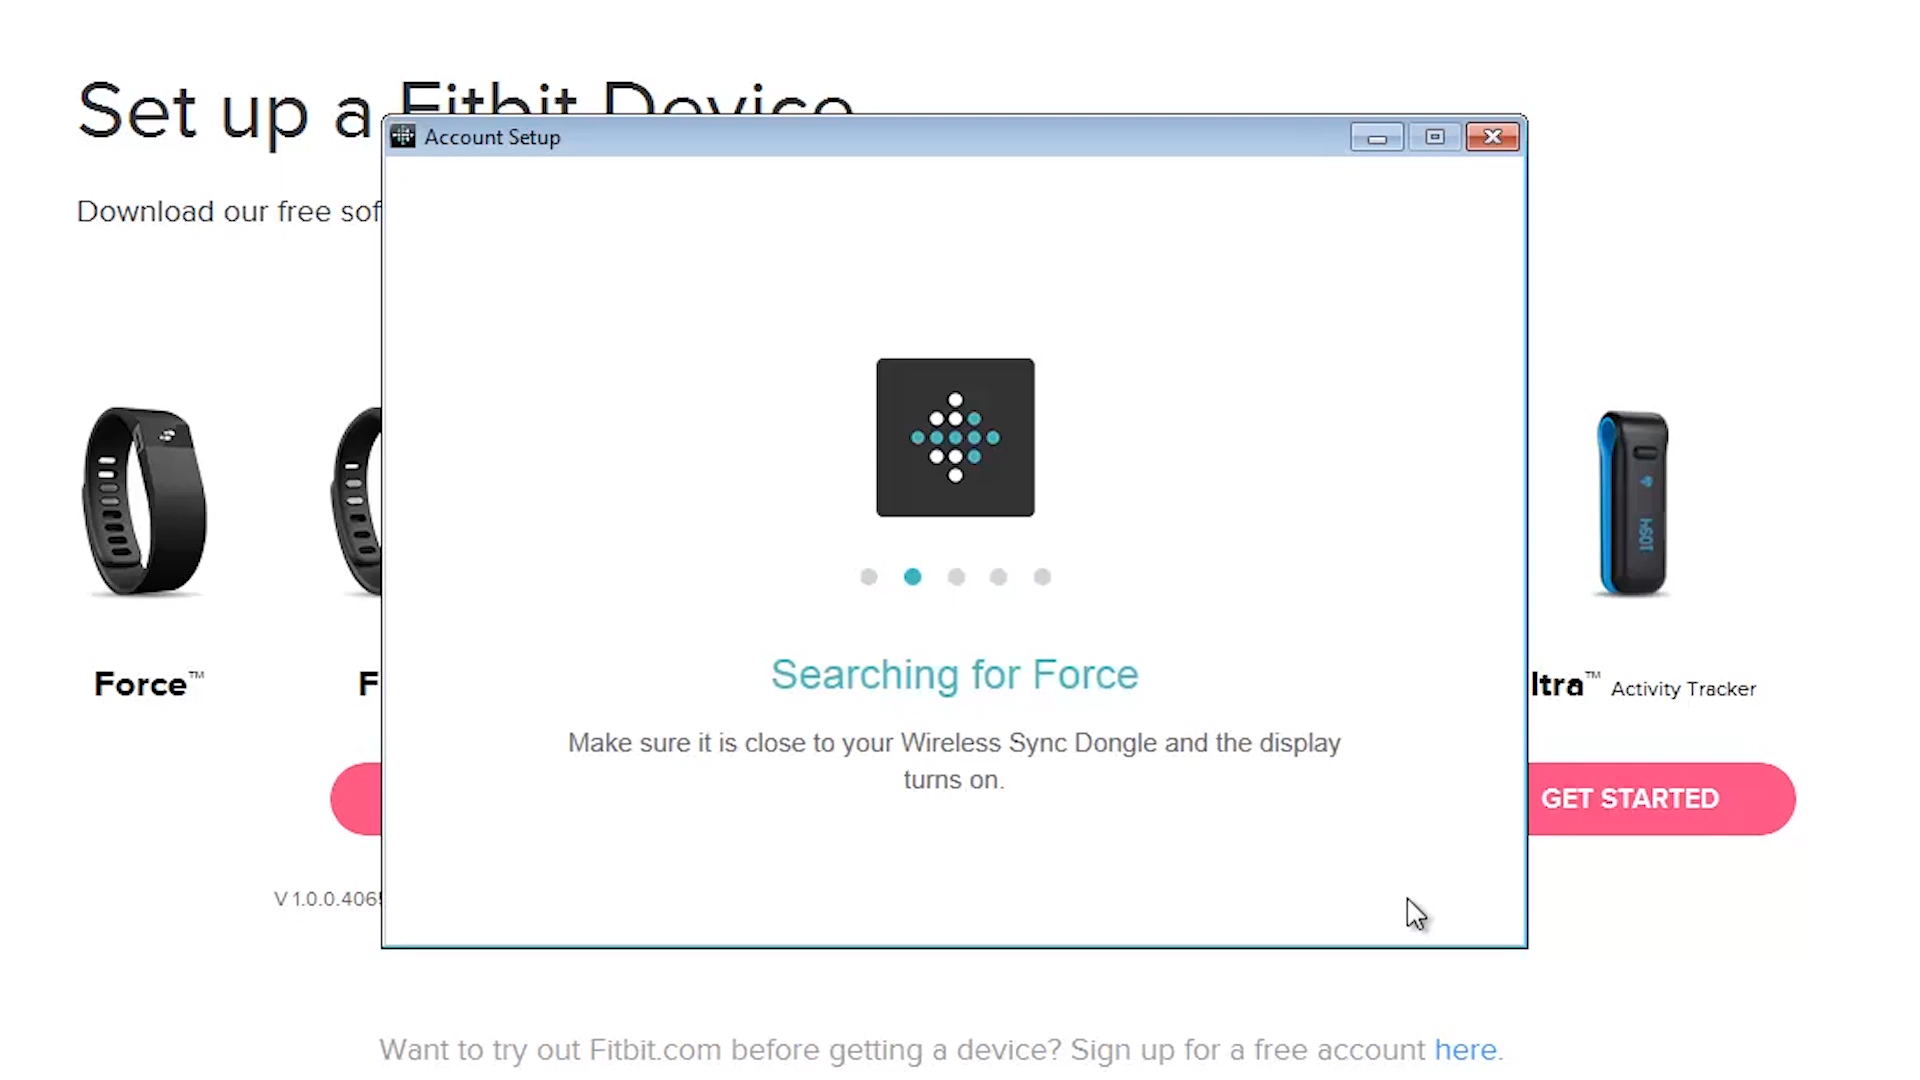 Set up a Fitbit Device
Account Setup
Download our free sof
Force™
F
ltra™ Activity Tracker
Searching for Force
Make sure it is close to your Wireless Sync Dongle and the display
turns on.
GET STARTED
V 1.0.0.406
Want to try out Fitbit.com before getting a device? Sign up for a free account here.